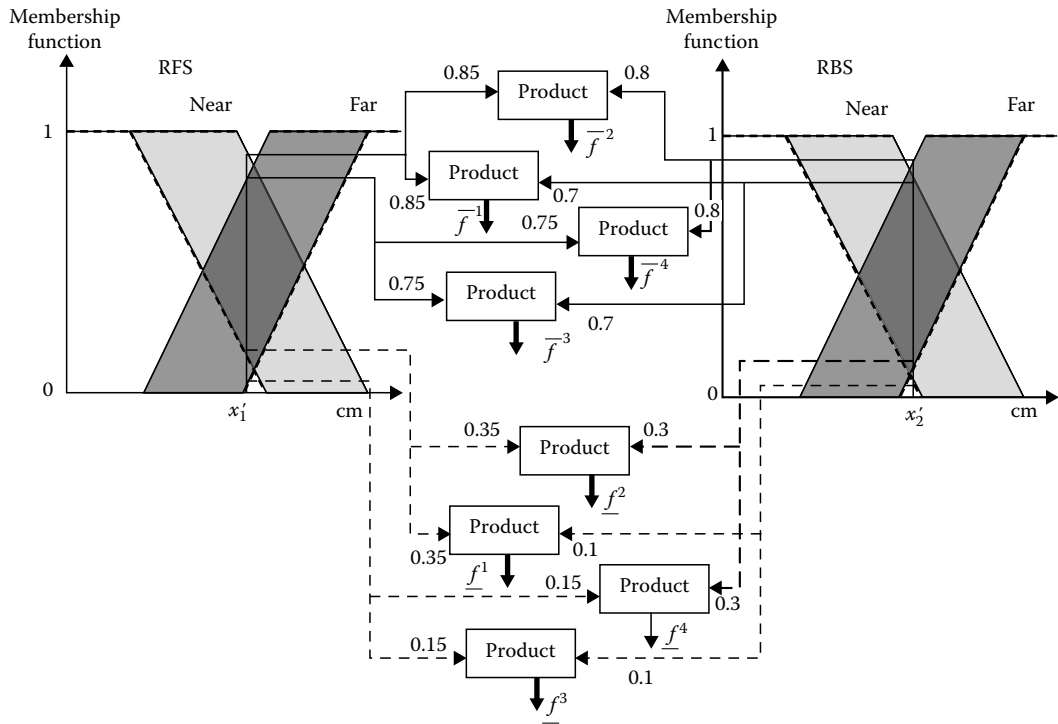 Membership
function
RFS
Near
Far
1
0
x′₁
cm
Membership
function
RBS
Near
Far
1
0
x′₂
cm
0.85
Product
0.8
f̅²
Product
0.85
0.7
f̅¹
0.75
Product
0.8
f̅⁴
0.75
Product
0.7
f̅³
0.35
Product
0.3
f̲²
Product
0.35
0.1
f̲¹
0.15
Product
0.3
f̲⁴
0.15
Product
0.1
f̲³